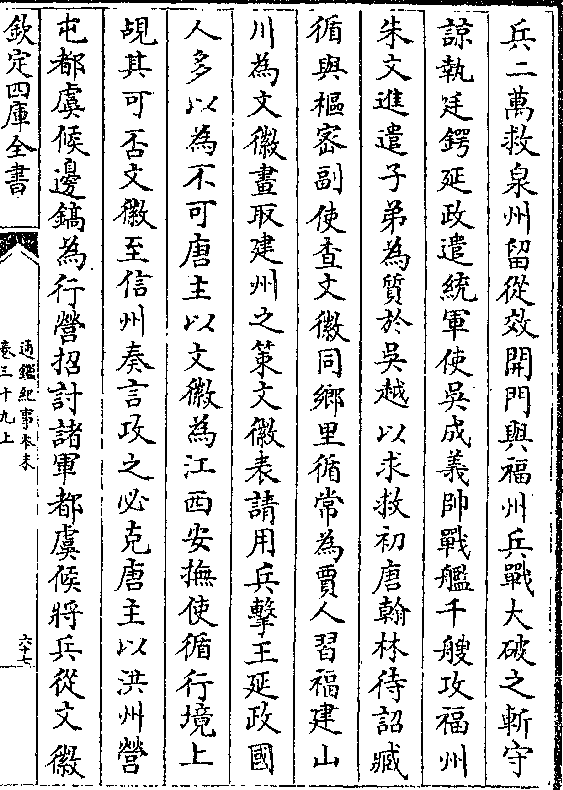 兵二萬救泉州留從效開門與福州兵戰大破之斬守
諒執廷鍔延政遣統軍使吳成義帥戰艦千艘攻福州
朱文進遣子弟為質於吳越以求救初唐翰林待詔臧
循與樞密副使查文徽同鄉里循常為賈人習福建山
川為文徽畫取建州之策文徽表請用兵擊王延政國
人多以為不可唐主以文徽為江西安撫使循行境上
覘其可否文徽至信州奏言攻之必克唐主以洪州營
屯都虞候邊鎬為行營招討諸軍都虞候將兵從文徽
欽定四庫全書
通鑑紀事本末
卷三十九上
六十七